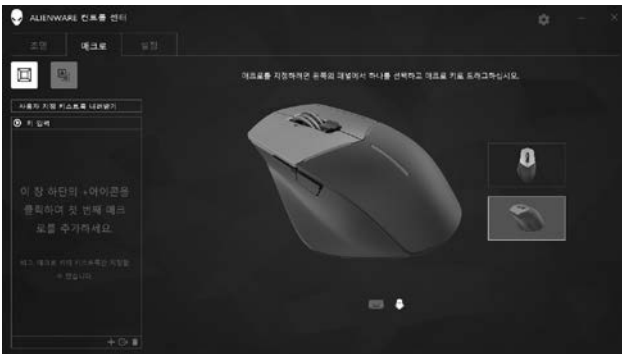 ALIENWARE 컨트롤 센터
조명 매크로 설정
매크로를 지정하려면 왼쪽의 패널에서 하나를 선택하고 매크로 키로 드래그하십시오.
사용자 지정 키스트로크 내려받기
키 입력
이 창 하단의 +아이콘을
클릭하여 첫 번째 매크
로를 추가하세요.